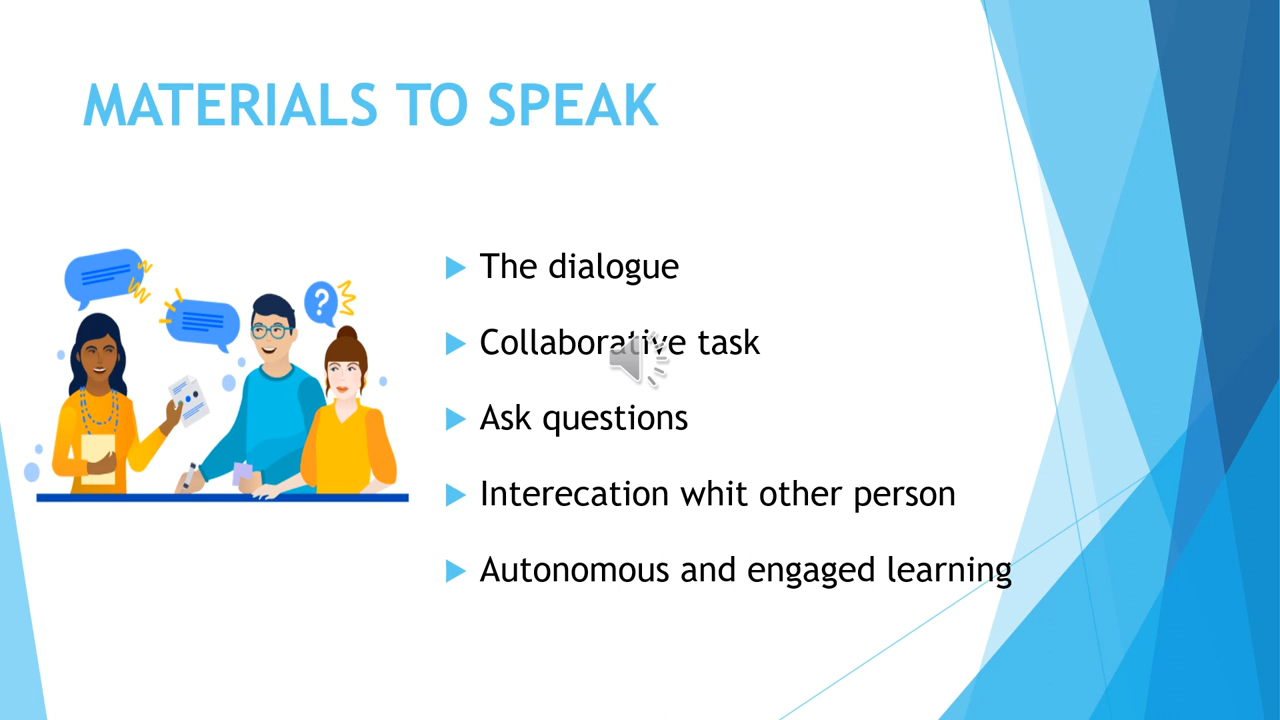 MATERIALS TO SPEAK
The dialogue
Collaborative task
Ask questions
Interecation whit other person
Autonomous and engaged learning
?